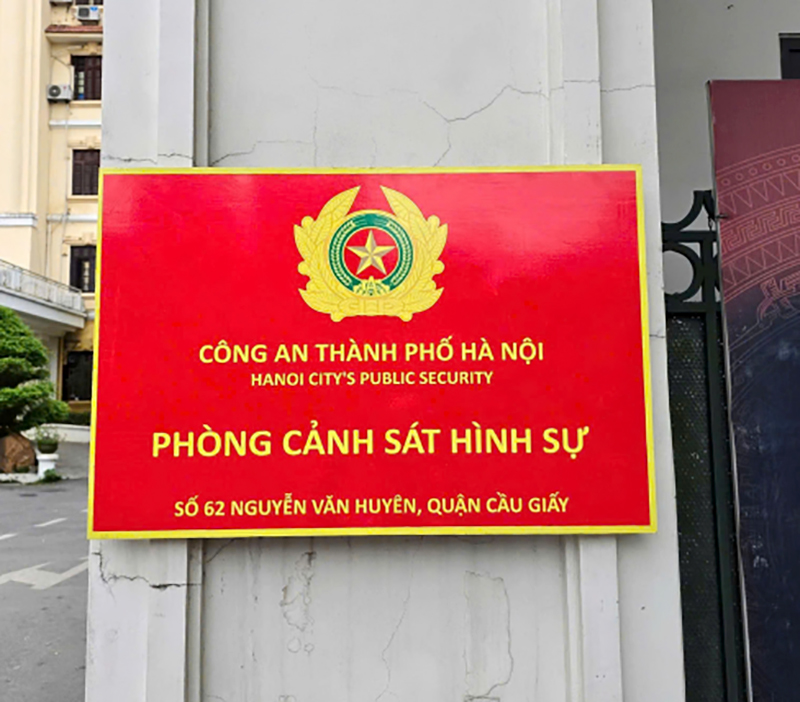 CÔNG AN THÀNH PHỐ HÀ NỘI
HANOI CITY'S PUBLIC SECURITY
PHÒNG CẢNH SÁT HÌNH SỰ
SỐ 62 NGUYỄN VĂN HUYÊN, QUẬN CẦU GIẤY